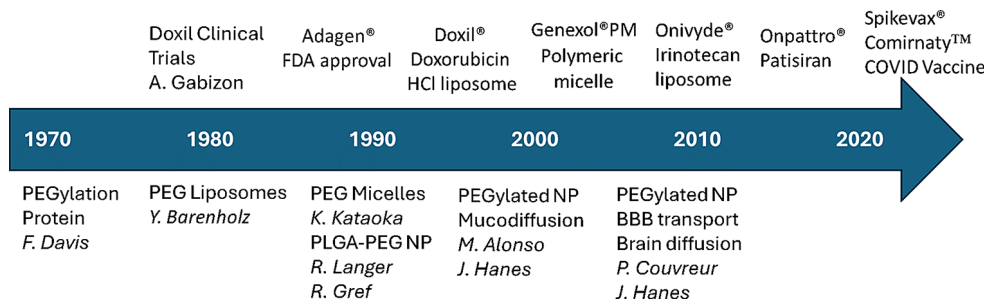 Doxil Clinical
Trials
A. Gabizon
Adagen®
FDA approval
Doxil®
Doxorubicin
HCl liposome
Genexol®PM
Polymeric
micelle
Onivyde®
Irinotecan
liposome
Onpattro®
Patisiran
Spikevax®
Comirnaty™
COVID Vaccine
1970 1980 1990 2000 2010 2020
PEGylation
Protein
F. Davis
PEG Liposomes
Y. Barenholz
PEG Micelles
K. Kataoka
PLGA-PEG NP
R. Langer
R. Gref
PEGylated NP
Mucodiffusion
M. Alonso
J. Hanes
PEGylated NP
BBB transport
Brain diffusion
P. Couvreur
J. Hanes